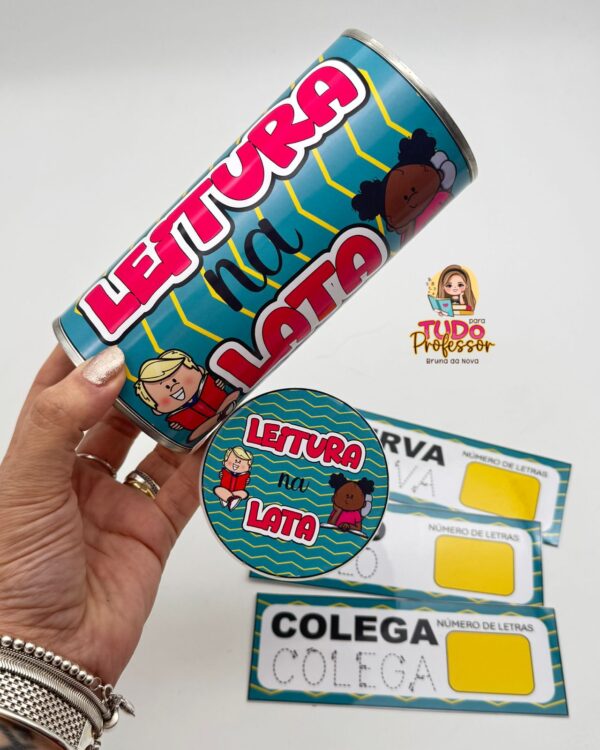 LEITURA
na
LATA
para
TUDO
Professor
Bruna da Nova
LEITURA
na
LATA
RVA
NÚMERO DE LETRAS
VA
NÚMERO DE LETRAS
COLEGA
NÚMERO DE LETRAS
COLEGA